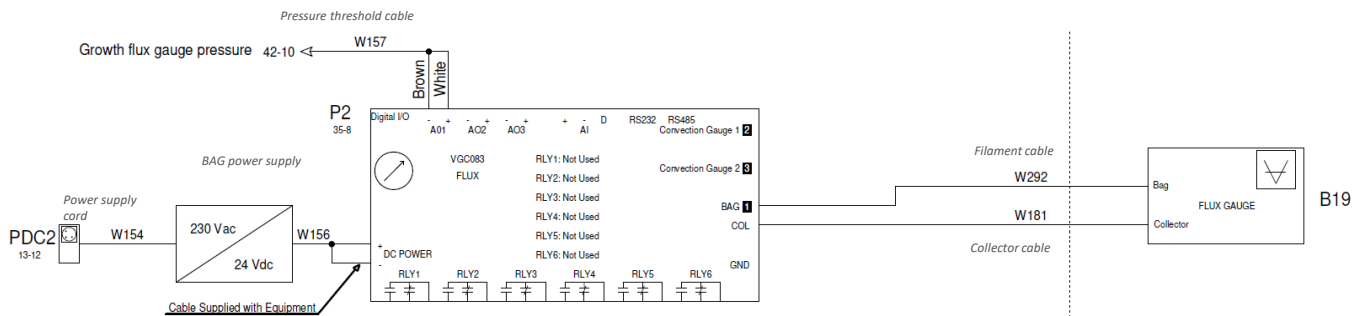 Pressure threshold cable
Growth flux gauge pressure 42-10 W157
Brown
White
P2
35-8
Digital I/O
- + - + - + + - D RS232 RS485
A01 AO2 AO3 AI
Convection Gauge 1 2
VGC083
FLUX
RLY1: Not Used
RLY2: Not Used
RLY3: Not Used
RLY4: Not Used
RLY5: Not Used
RLY6: Not Used
Convection Gauge 2 3
BAG 1
COL
GND
BAG power supply
Power supply
cord
PDC2
13-12
W154
230 Vac
24 Vdc
W156
+
DC POWER
-
RLY1 RLY2 RLY3 RLY4 RLY5 RLY6
Cable Supplied with Equipment
Filament cable
W292
W181
Collector cable
Bag
FLUX GAUGE
Collector
B19